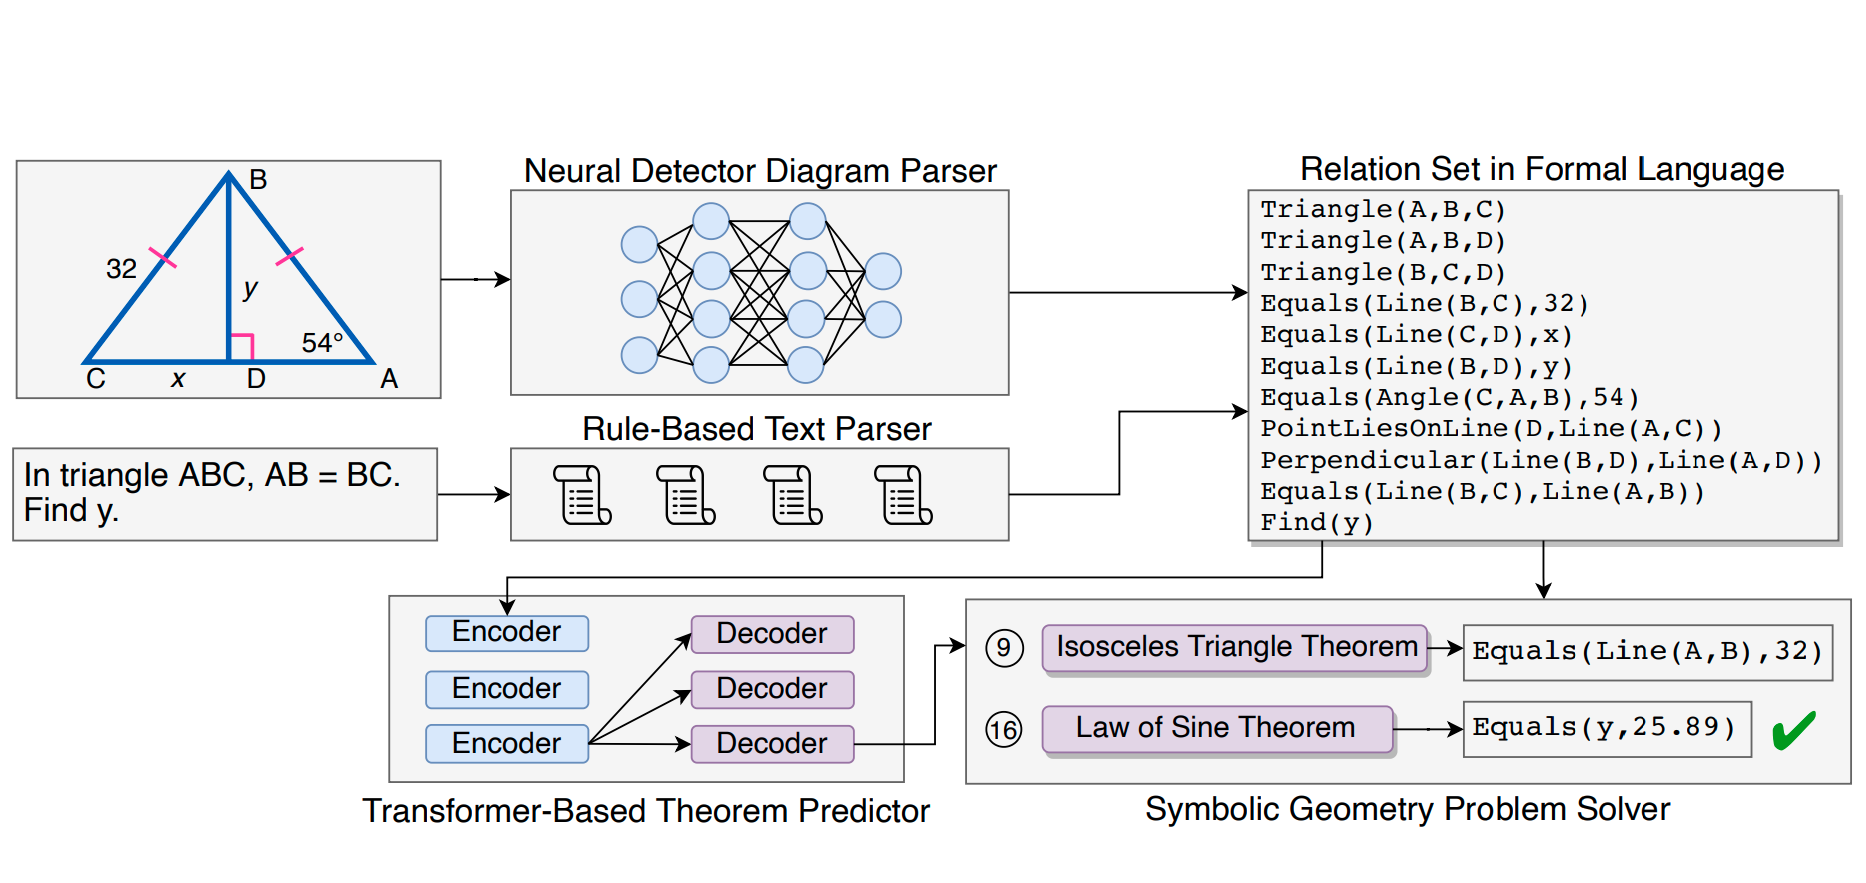 B
32
y
54°
C
x
D
A
Neural Detector Diagram Parser
In triangle ABC, AB = BC.
Find y.
Rule-Based Text Parser
Relation Set in Formal Language
Triangle(A,B,C)
Triangle(A,B,D)
Triangle(B,C,D)
Equals(Line(B,C),32)
Equals(Line(C,D),x)
Equals(Line(B,D),y)
Equals(Angle(C,A,B),54)
PointLiesOnLine(D,Line(A,C))
Perpendicular(Line(B,D),Line(A,D))
Equals(Line(B,C),Line(A,B))
Find(y)
Encoder
Decoder
Encoder
Decoder
Encoder
Decoder
Transformer-Based Theorem Predictor
9
Isosceles Triangle Theorem
Equals(Line(A,B),32)
16
Law of Sine Theorem
Equals(y,25.89)
Symbolic Geometry Problem Solver